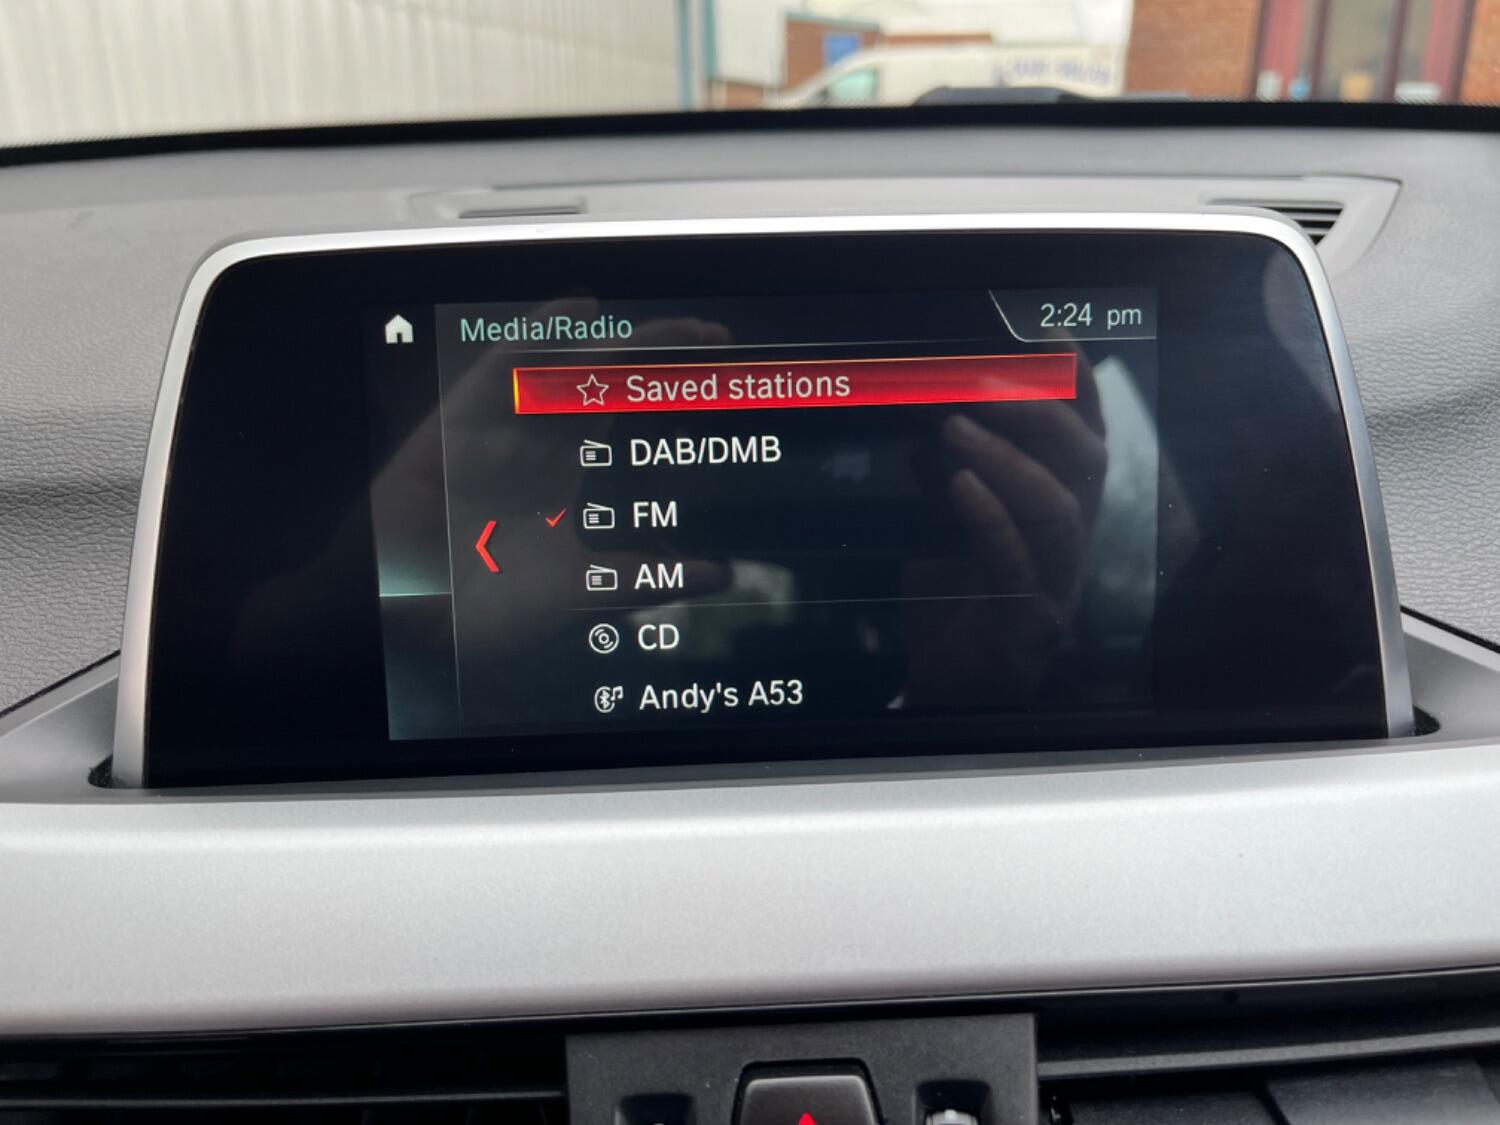 Media/Radio
2:24 pm
Saved stations
DAB/DMB
FM
AM
CD
Andy's A53